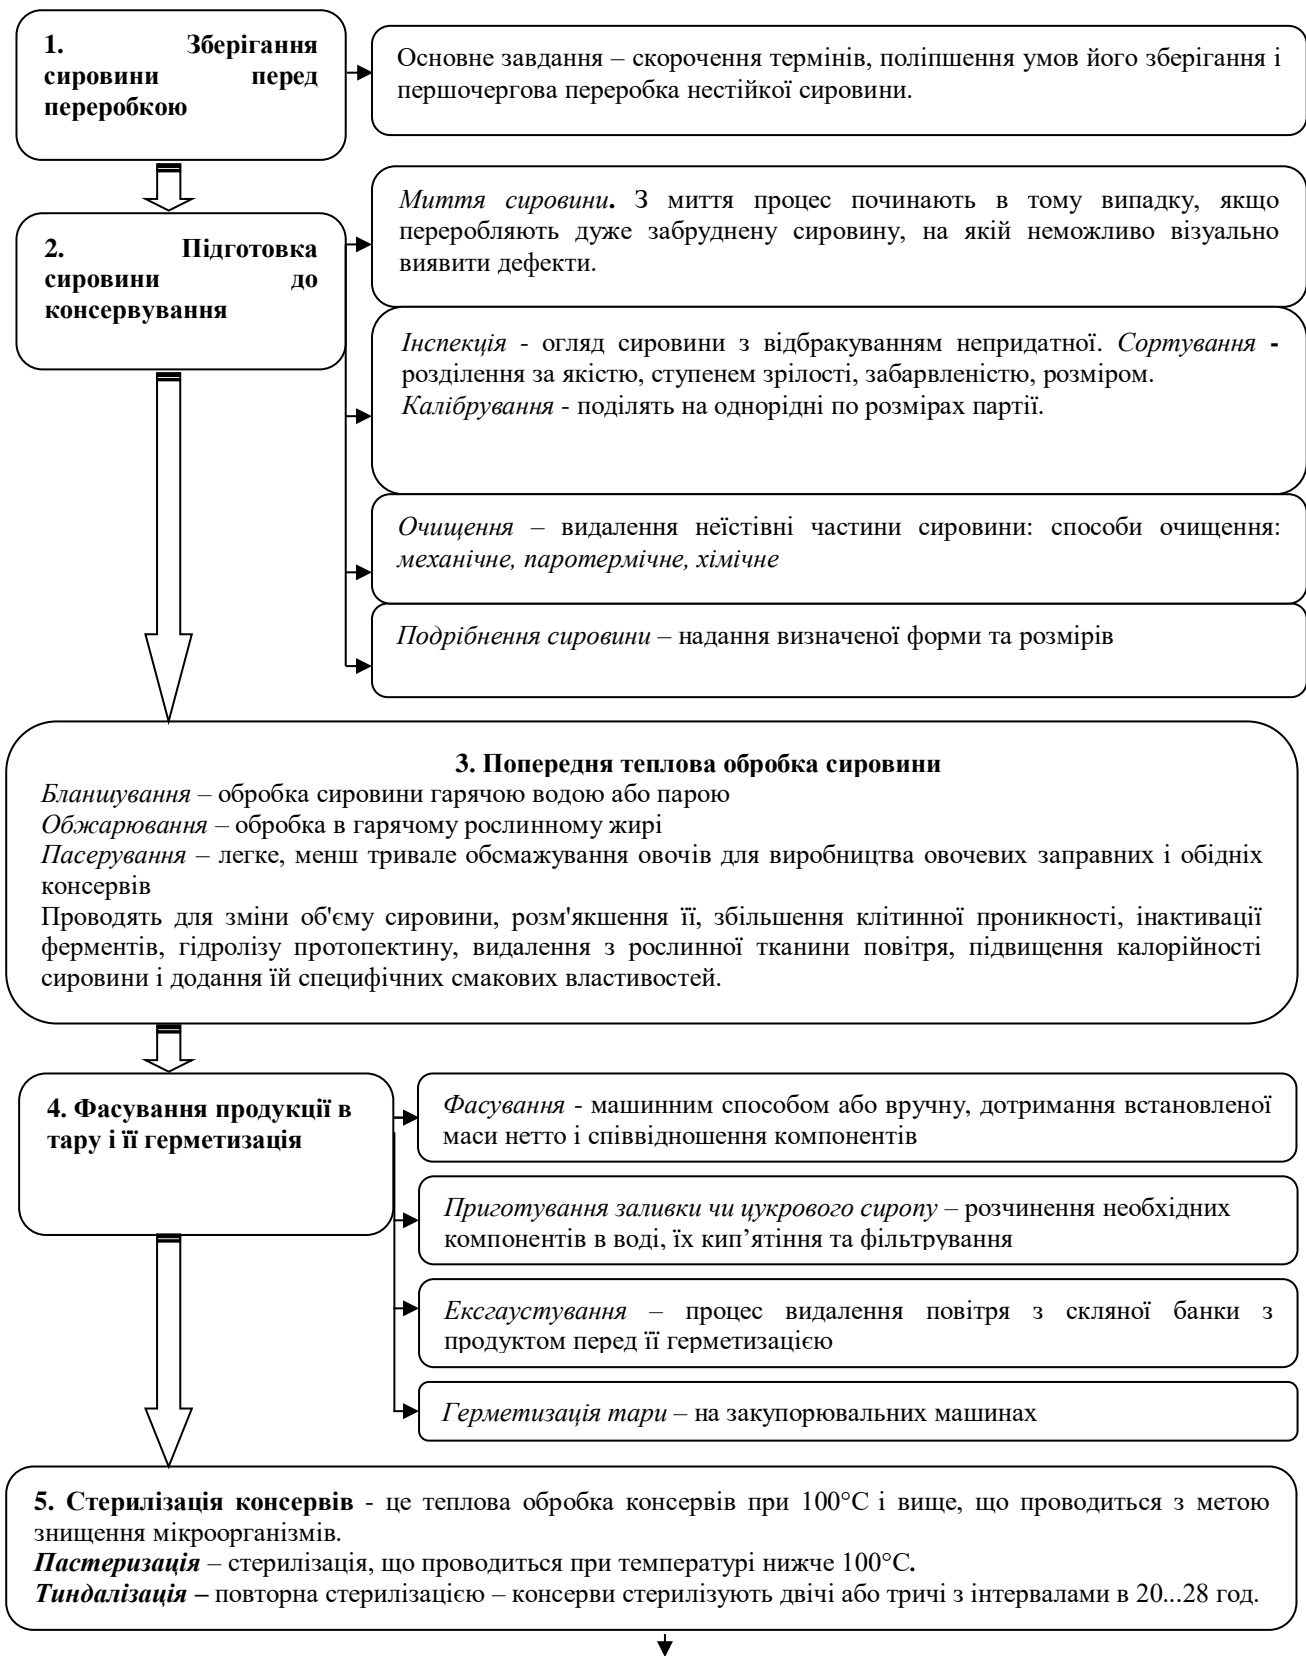 1. Зберігання
сировини перед
переробкою
Основне завдання – скорочення термінів, поліпшення умов його зберігання і
першочергова переробка нестійкої сировини.
2. Підготовка
сировини до
консервування
Миття сировини. З миття процес починають в тому випадку, якщо
переробляють дуже забруднену сировину, на якій неможливо візуально
виявити дефекти.
Інспекція - огляд сировини з відбракуванням непридатної. Сортування -
розділення за якістю, ступенем зрілості, забарвленістю, розміром.
Калібрування - поділять на однорідні по розмірах партії.
Очищення – видалення неїстівні частини сировини: способи очищення:
механічне, паротермічне, хімічне
Подрібнення сировини – надання визначеної форми та розмірів
3. Попередня теплова обробка сировини
Бланшування – обробка сировини гарячою водою або парою
Обжарювання – обробка в гарячому рослинному жирі
Пасерування – легке, менш тривале обсмажування овочів для виробництва овочевих заправних і обідніх
консервів
Проводять для зміни об'єму сировини, розм'якшення її, збільшення клітинної проникності, інактивації
ферментів, гідролізу протопектину, видалення з рослинної тканини повітря, підвищення калорійності
сировини і додання їй специфічних смакових властивостей.
4. Фасування продукції в
тару і її герметизація
Фасування - машинним способом або вручну, дотримання встановленої
маси нетто і співвідношення компонентів
Приготування заливки чи цукрового сиропу – розчинення необхідних
компонентів в воді, їх кип’ятіння та фільтрування
Ексгаустування – процес видалення повітря з скляної банки з
продуктом перед її герметизацією
Герметизація тари – на закупорювальних машинах
5. Стерилізація консервів - це теплова обробка консервів при 100°С і вище, що проводиться з метою
знищення мікроорганізмів.
Пастеризація – стерилізація, що проводиться при температурі нижче 100°С.
Тиндалізація – повторна стерилізацією – консерви стерилізують двічі або тричі з інтервалами в 20...28 год.